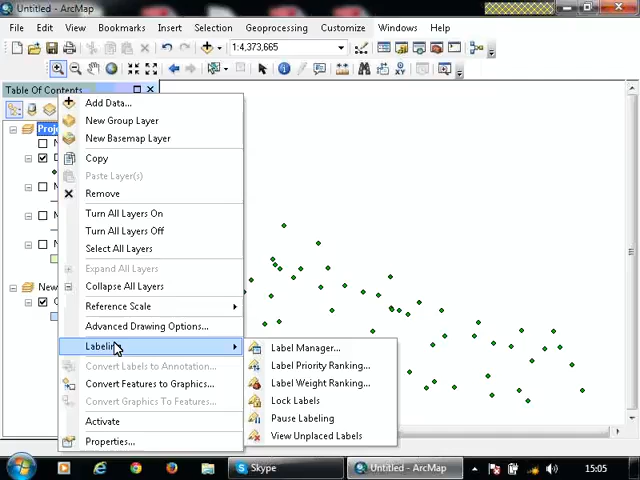 Untitled - ArcMap
File Edit View Bookmarks Insert Selection Geoprocessing Customize Windows Help
1:4,373,665
Table Of Contents
Add Data...
New Group Layer
New Basemap Layer
Copy
Paste Layer(s)
Remove
Turn All Layers On
Turn All Layers Off
Select All Layers
Expand All Layers
Collapse All Layers
Reference Scale
Advanced Drawing Options...
Labeling
Convert Labels to Annotation...
Convert Features to Graphics...
Convert Graphics To Features...
Activate
Properties...
Label Manager...
Label Priority Ranking...
Label Weight Ranking...
Lock Labels
Pause Labeling
View Unplaced Labels
Skype
Untitled - ArcMap
15:05